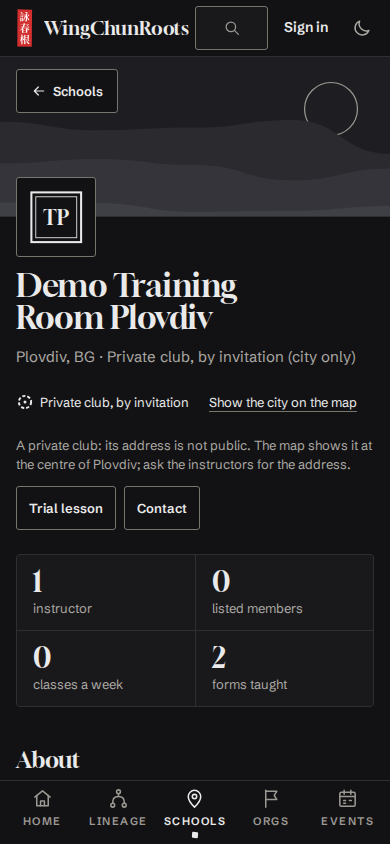 詠春根
WingChunRoots
Sign in
Schools
TP
Demo Training
Room Plovdiv
Plovdiv, BG · Private club, by invitation (city only)
Private club, by invitation
Show the city on the map
A private club: its address is not public. The map shows it at
the centre of Plovdiv; ask the instructors for the address.
Trial lesson
Contact
1
instructor
0
listed members
0
classes a week
2
forms taught
About
HOME
LINEAGE
SCHOOLS
ORGS
EVENTS